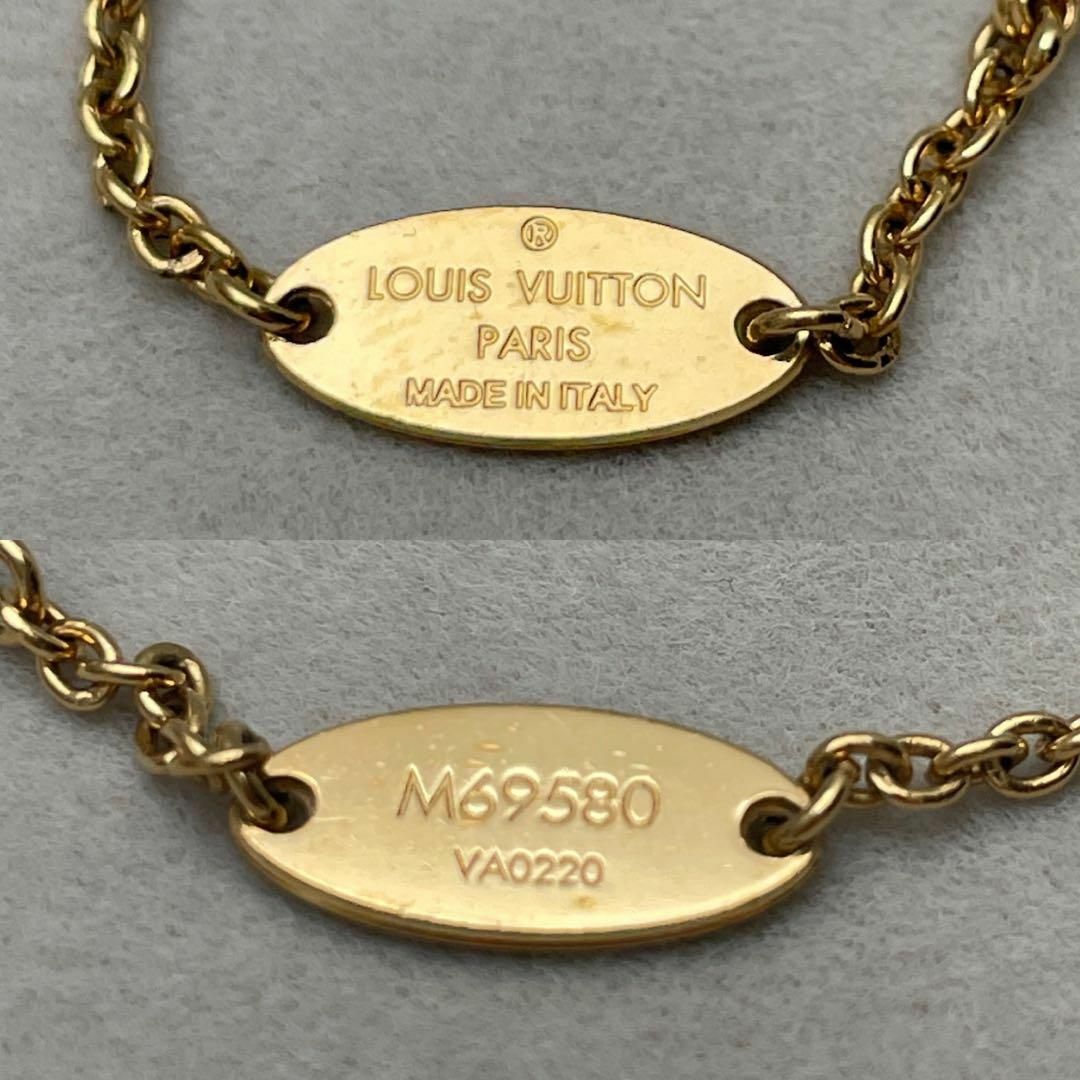 ®
LOUIS VUITTON
PARIS
MADE IN ITALY
M69580
VA0220